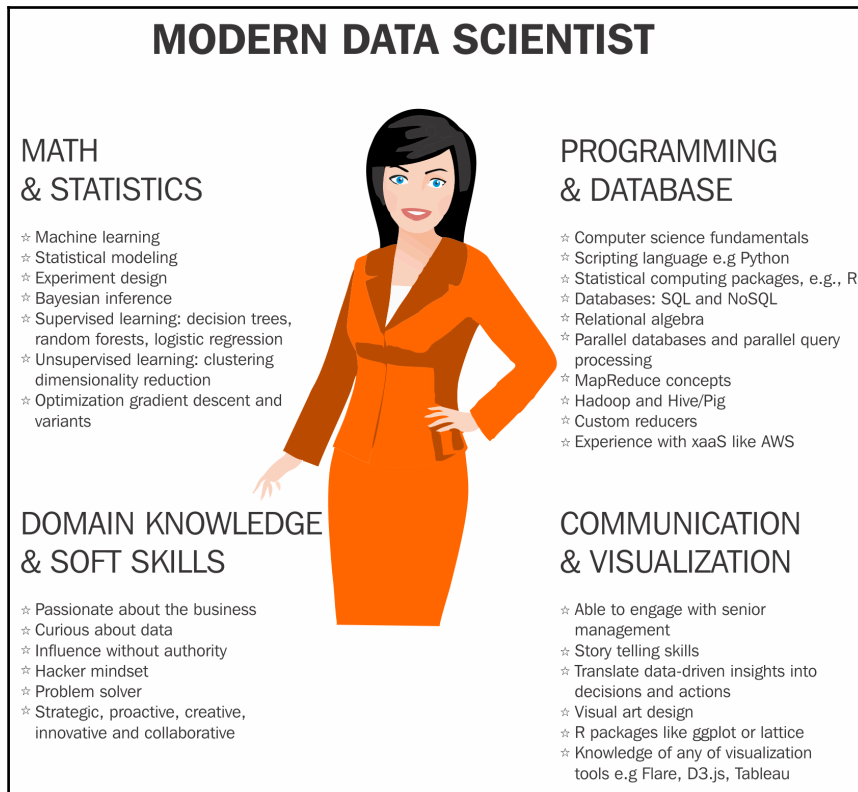 MODERN DATA SCIENTIST
MATH
& STATISTICS
☆ Machine learning
☆ Statistical modeling
☆ Experiment design
☆ Bayesian inference
☆ Supervised learning: decision trees,
random forests, logistic regression
☆ Unsupervised learning: clustering
dimensionality reduction
☆ Optimization gradient descent and
variants
PROGRAMMING
& DATABASE
☆ Computer science fundamentals
☆ Scripting language e.g Python
☆ Statistical computing packages, e.g., R
☆ Databases: SQL and NoSQL
☆ Relational algebra
☆ Parallel databases and parallel query
processing
☆ MapReduce concepts
☆ Hadoop and Hive/Pig
☆ Custom reducers
☆ Experience with xaaS like AWS
DOMAIN KNOWLEDGE
& SOFT SKILLS
☆ Passionate about the business
☆ Curious about data
☆ Influence without authority
☆ Hacker mindset
☆ Problem solver
☆ Strategic, proactive, creative,
innovative and collaborative
COMMUNICATION
& VISUALIZATION
☆ Able to engage with senior
management
☆ Story telling skills
☆ Translate data-driven insights into
decisions and actions
☆ Visual art design
☆ R packages like ggplot or lattice
☆ Knowledge of any of visualization
tools e.g Flare, D3.js, Tableau